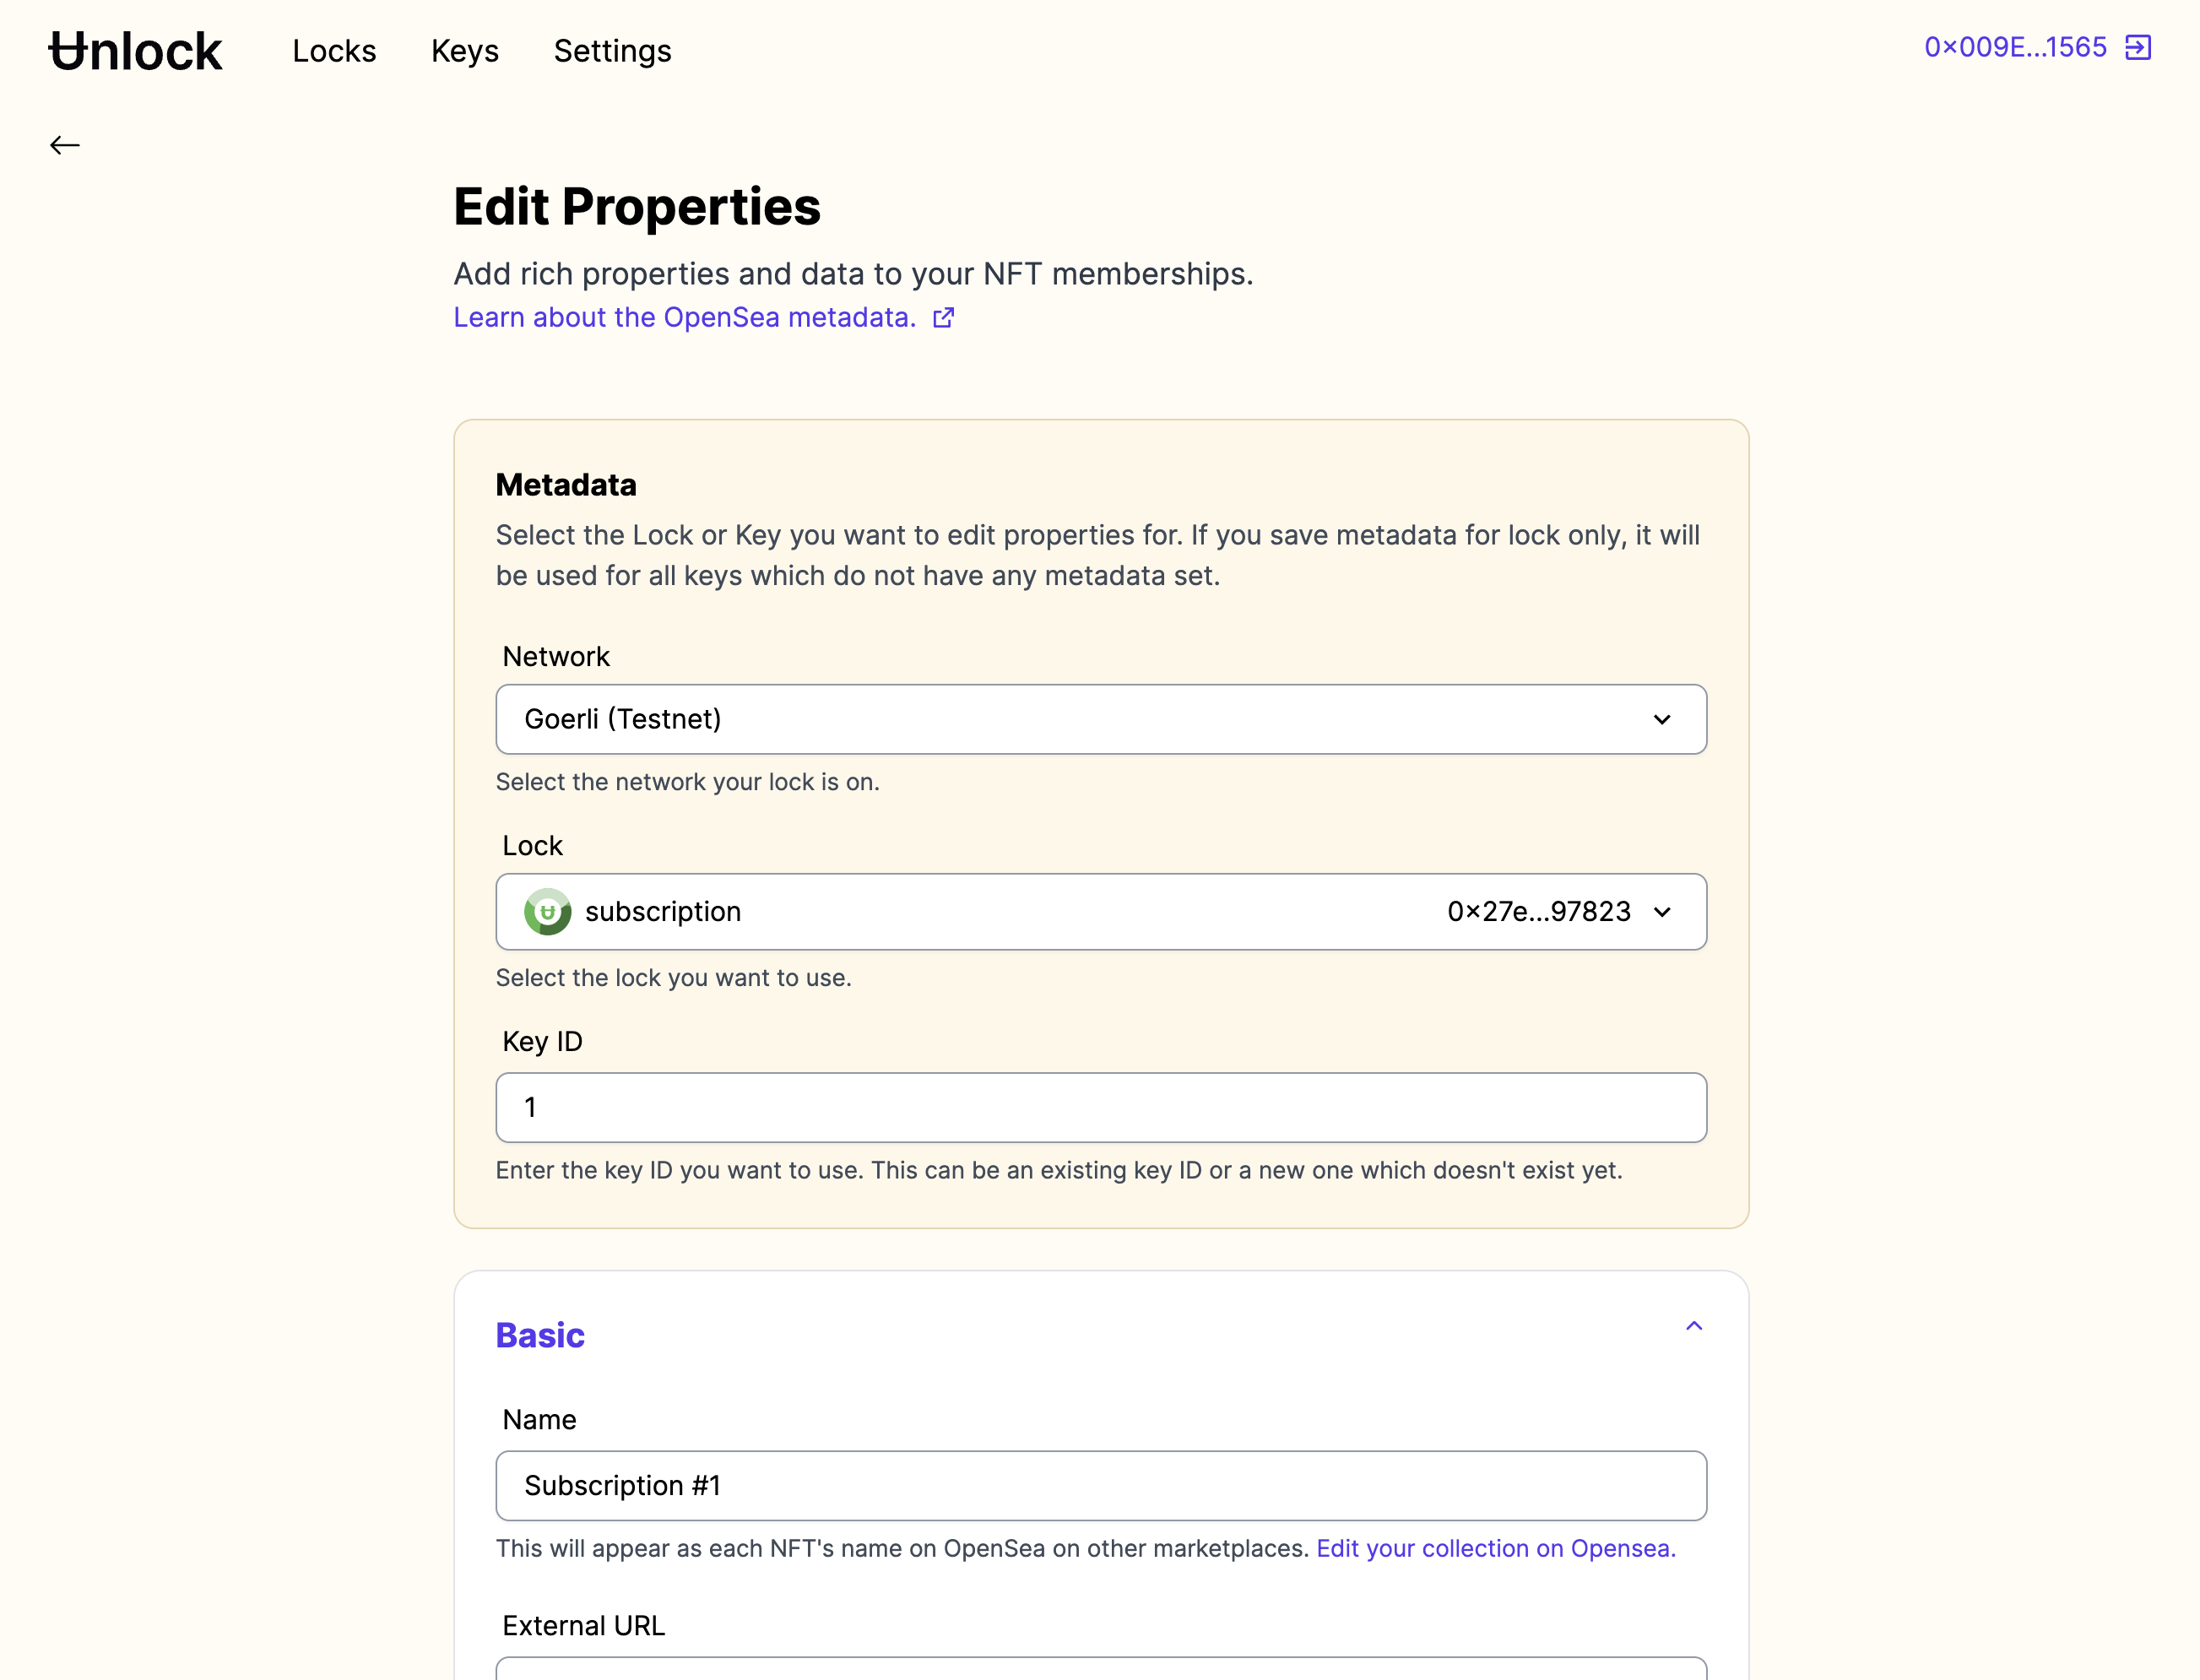 Unlock Locks Keys Settings 0×009E...1565
Edit Properties
Add rich properties and data to your NFT memberships.
Learn about the OpenSea metadata.
Metadata
Select the Lock or Key you want to edit properties for. If you save metadata for lock only, it will
be used for all keys which do not have any metadata set.
Network
Goerli (Testnet)
Select the network your lock is on.
Lock
subscription 0×27e...97823
Select the lock you want to use.
Key ID
1
Enter the key ID you want to use. This can be an existing key ID or a new one which doesn't exist yet.
Basic
Name
Subscription #1
This will appear as each NFT's name on OpenSea on other marketplaces. Edit your collection on Opensea.
External URL